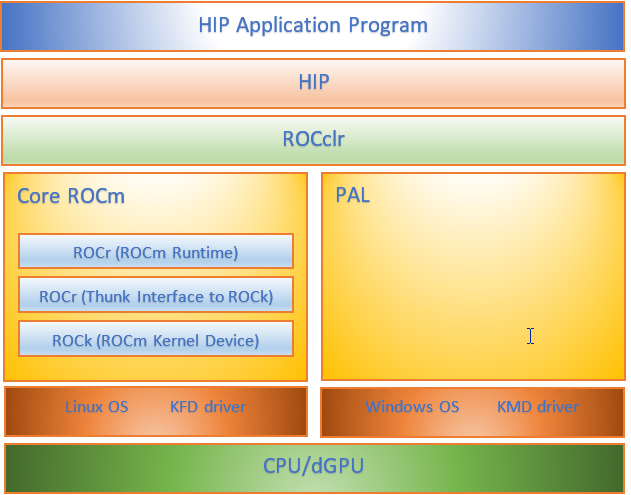 HIP Application Program
HIP
ROCclr
Core ROCm
ROCr (ROCm Runtime)
ROCr (Thunk Interface to ROCk)
ROCk (ROCm Kernel Device)
PAL
Linux OS KFD driver
Windows OS KMD driver
CPU/dGPU